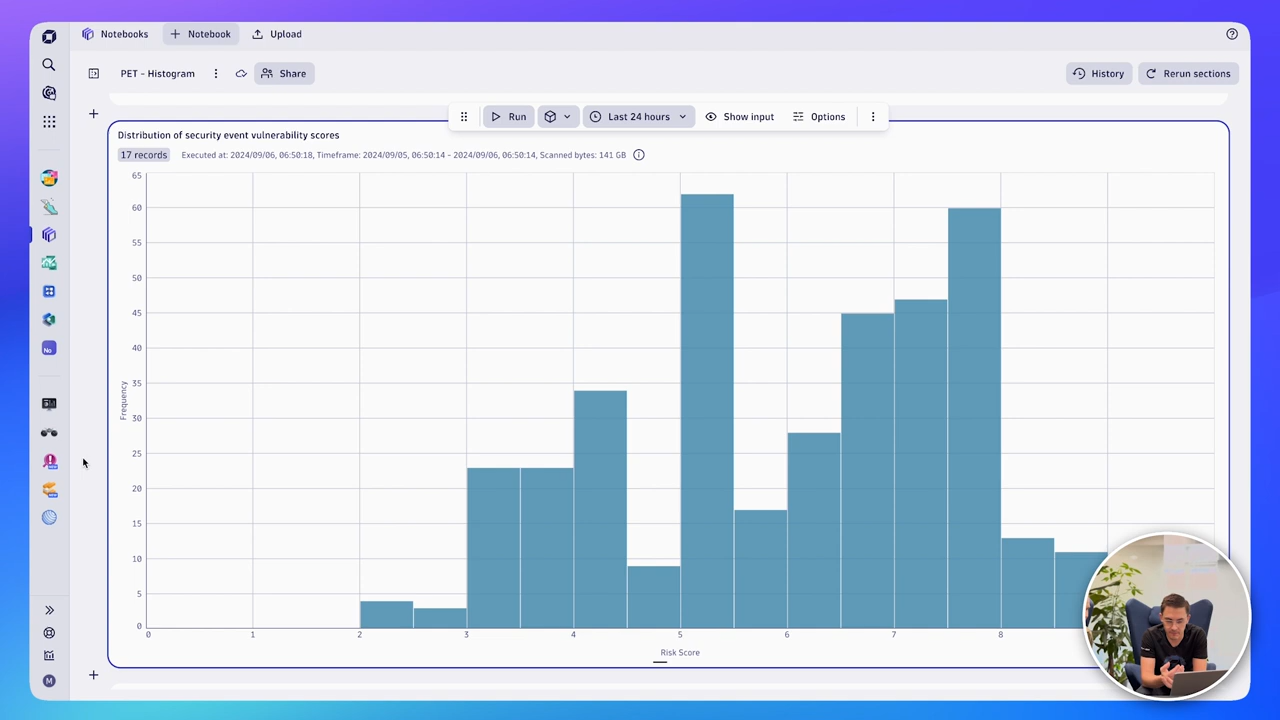 Notebooks
Notebook
Upload
PET - Histogram
Share
History
Rerun sections
Run
Last 24 hours
Show input
Options
Distribution of security event vulnerability scores
17 records
Executed at: 2024/09/06, 06:50:18, Timeframe: 2024/09/05, 06:50:14 - 2024/09/06, 06:50:14, Scanned bytes: 141 GB
65
60
55
50
45
40
35
30
25
20
15
10
5
0
Frequency
0 1 2 3 4 5 6 7 8
Risk Score
No
M